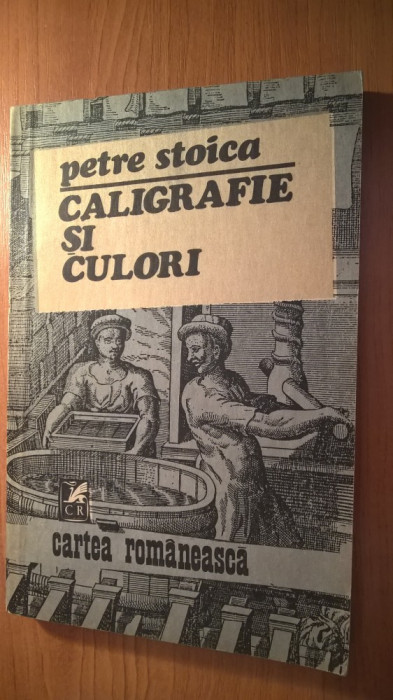 petre stoica
CALIGRAFIE
ȘI
CULORI
CR
cartea românească